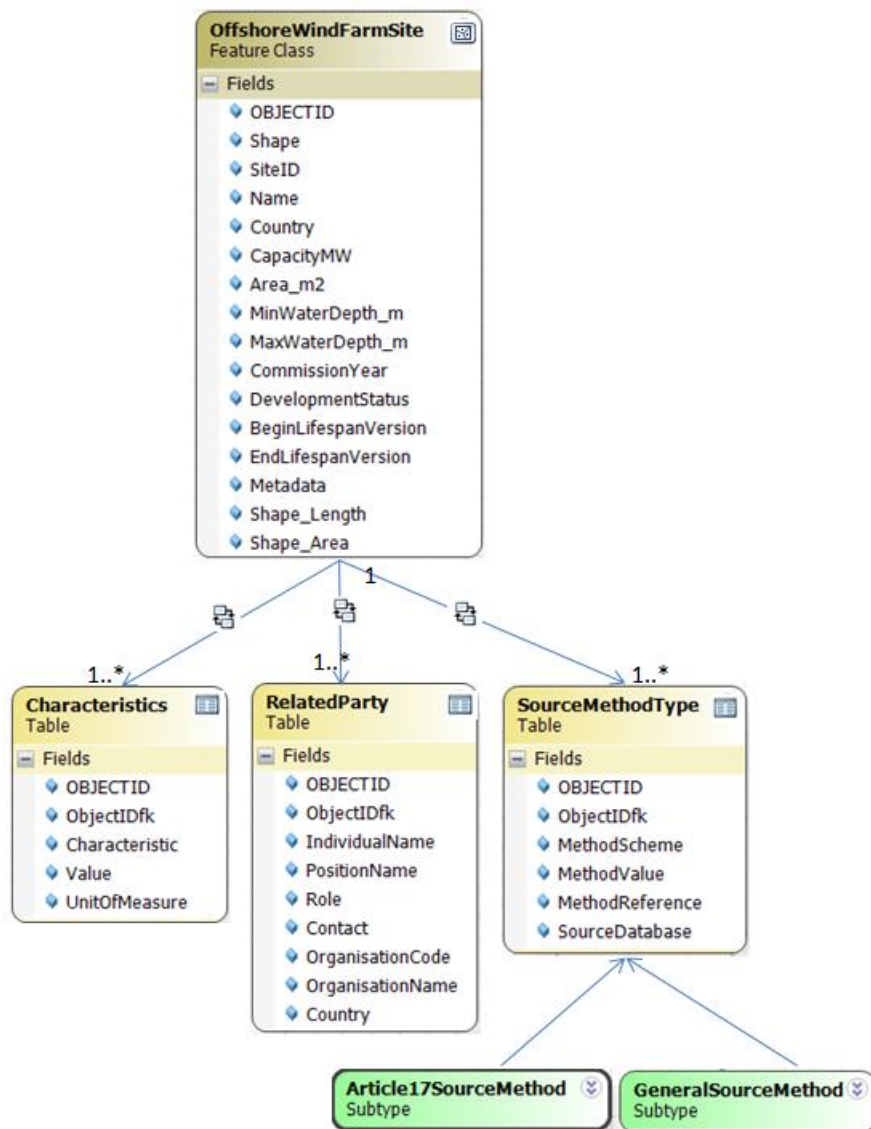 OffshoreWindFarmSite
Feature Class
Fields
OBJECTID
Shape
SiteID
Name
Country
CapacityMW
Area_m2
MinWaterDepth_m
MaxWaterDepth_m
CommissionYear
DevelopmentStatus
BeginLifespanVersion
EndLifespanVersion
Metadata
Shape_Length
Shape_Area
1
1..*
1..*
1..*
Characteristics
Table
Fields
OBJECTID
ObjectIDfk
Characteristic
Value
UnitOfMeasure
RelatedParty
Table
Fields
OBJECTID
ObjectIDfk
IndividualName
PositionName
Role
Contact
OrganisationCode
OrganisationName
Country
SourceMethodType
Table
Fields
OBJECTID
ObjectIDfk
MethodScheme
MethodValue
MethodReference
SourceDatabase
Article17SourceMethod
Subtype
GeneralSourceMethod
Subtype